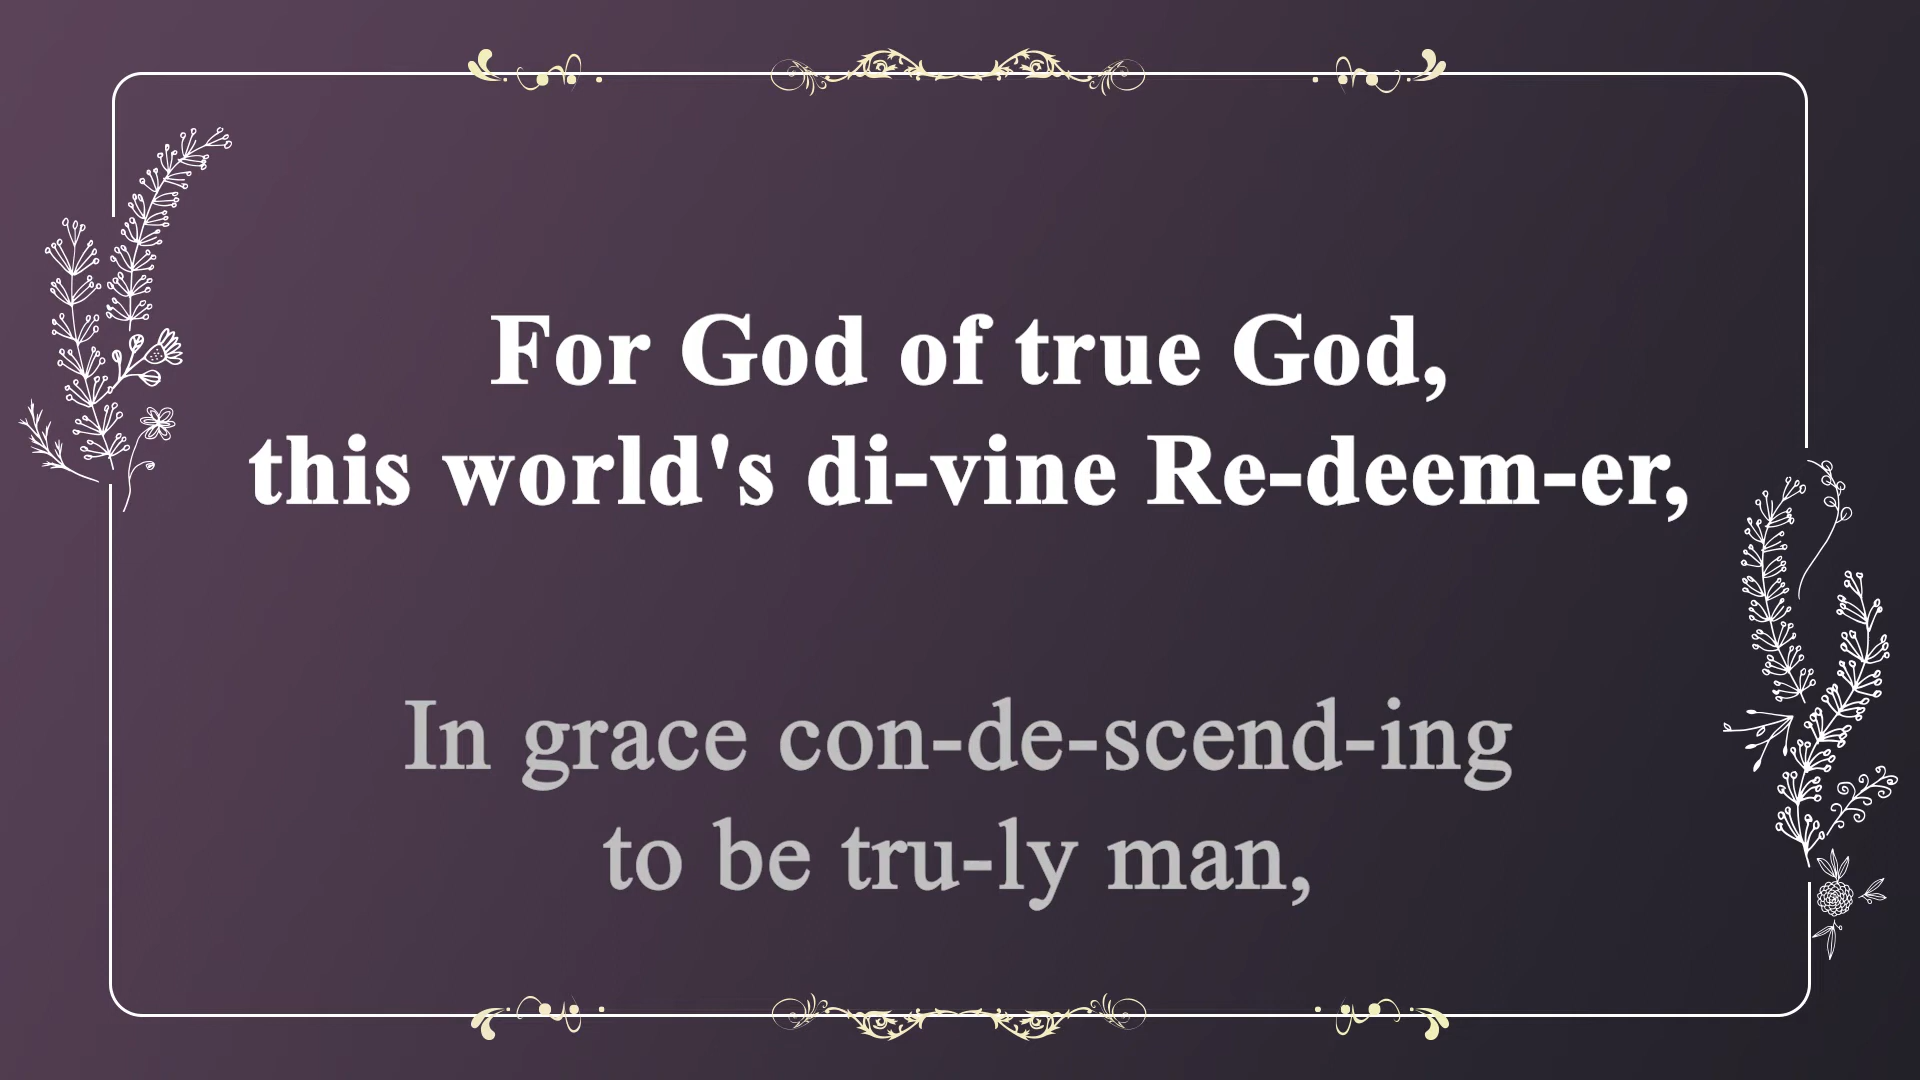 For God of true God,
this world's di-vine Re-deem-er,
In grace con-de-scend-ing
to be tru-ly man,